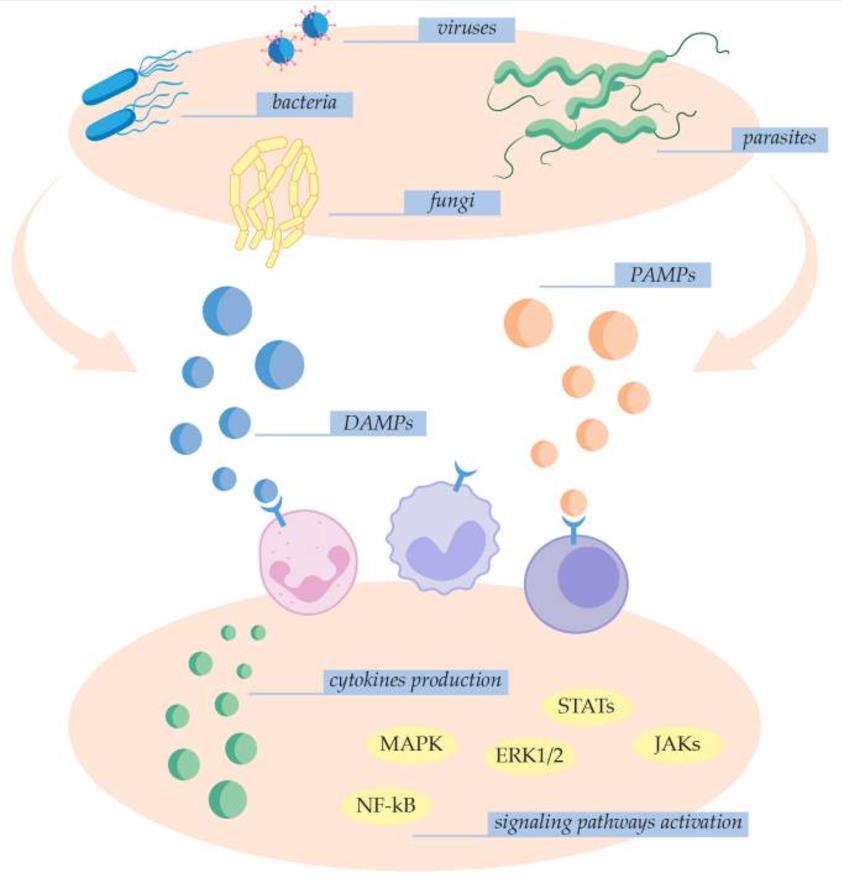 viruses
bacteria
parasites
fungi
PAMPs
DAMPs
cytokines production
STATs
MAPK
ERK1/2
JAKs
NF-kB
signaling pathways activation